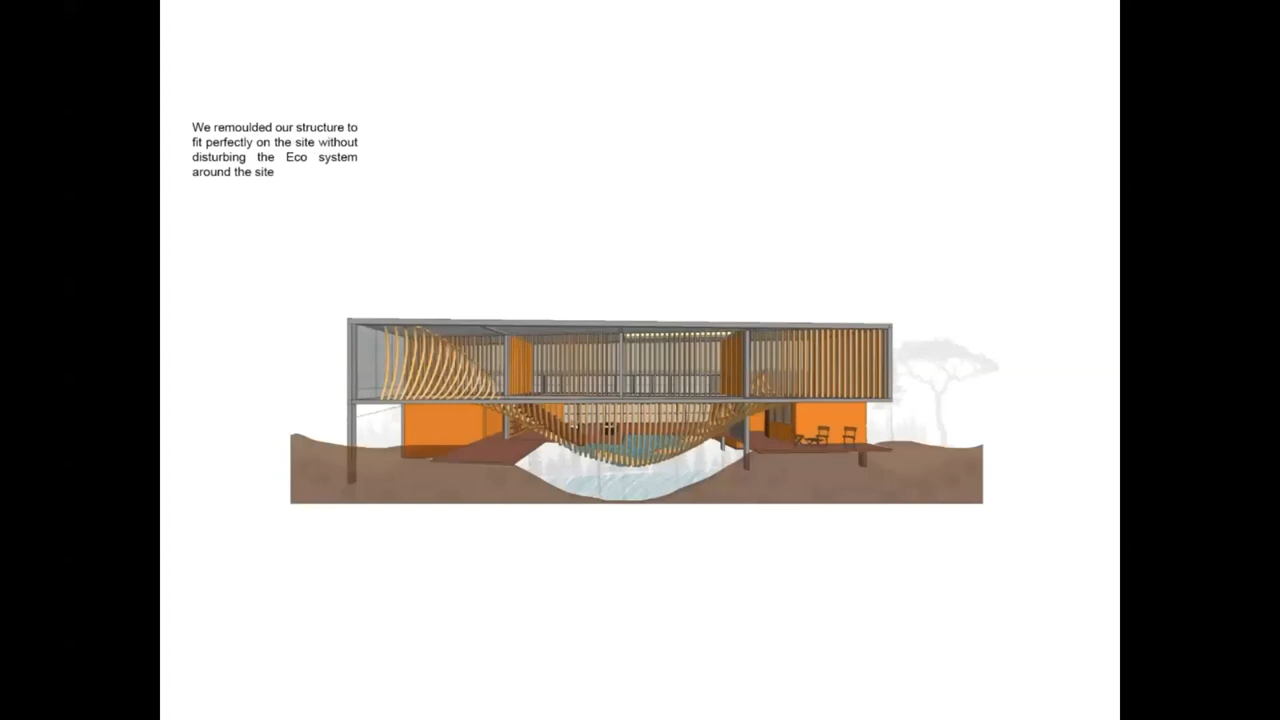 We remoulded our structure to
fit perfectly on the site without
disturbing the Eco system
around the site